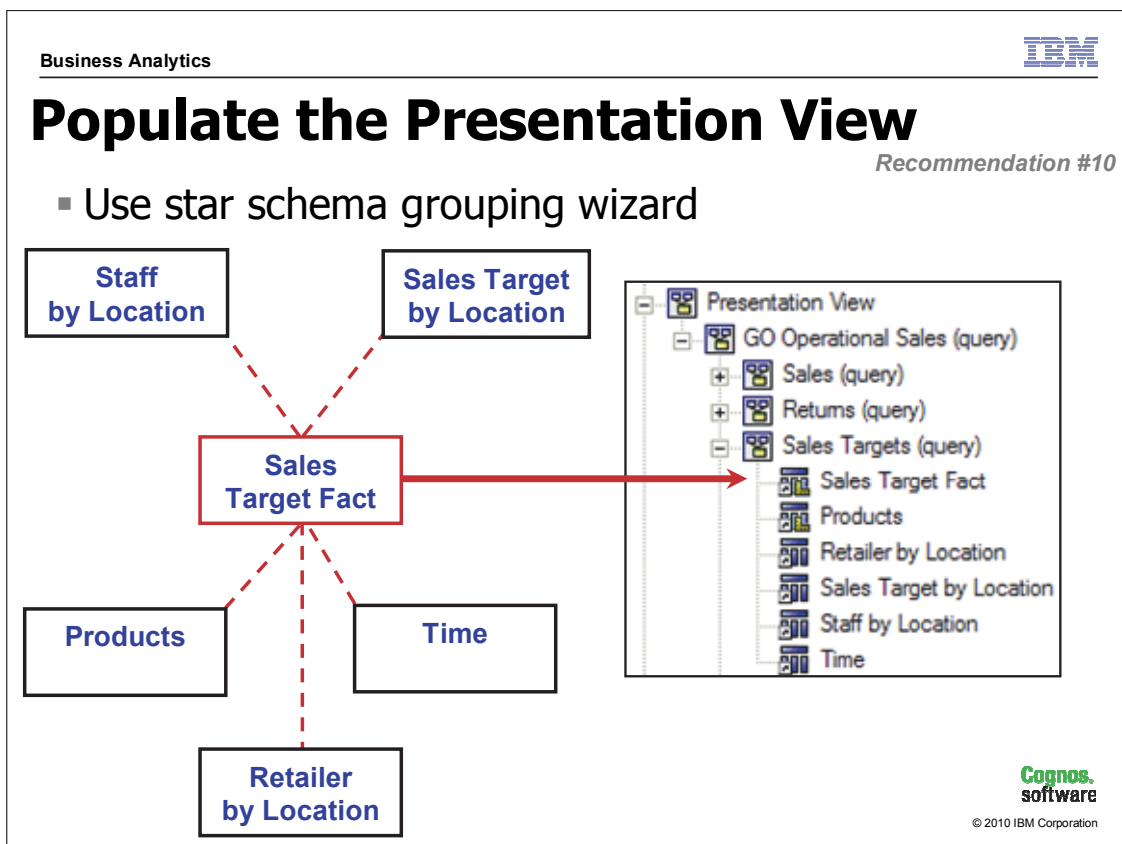 Business Analytics
IBM
Populate the Presentation View
Recommendation #10
▪ Use star schema grouping wizard
Staff
by Location
Sales Target
by Location
Sales
Target Fact
Products
Time
Retailer
by Location
Presentation View
GO Operational Sales (query)
Sales (query)
Returns (query)
Sales Targets (query)
Sales Target Fact
Products
Retailer by Location
Sales Target by Location
Staff by Location
Time
Cognos.
software
© 2010 IBM Corporation